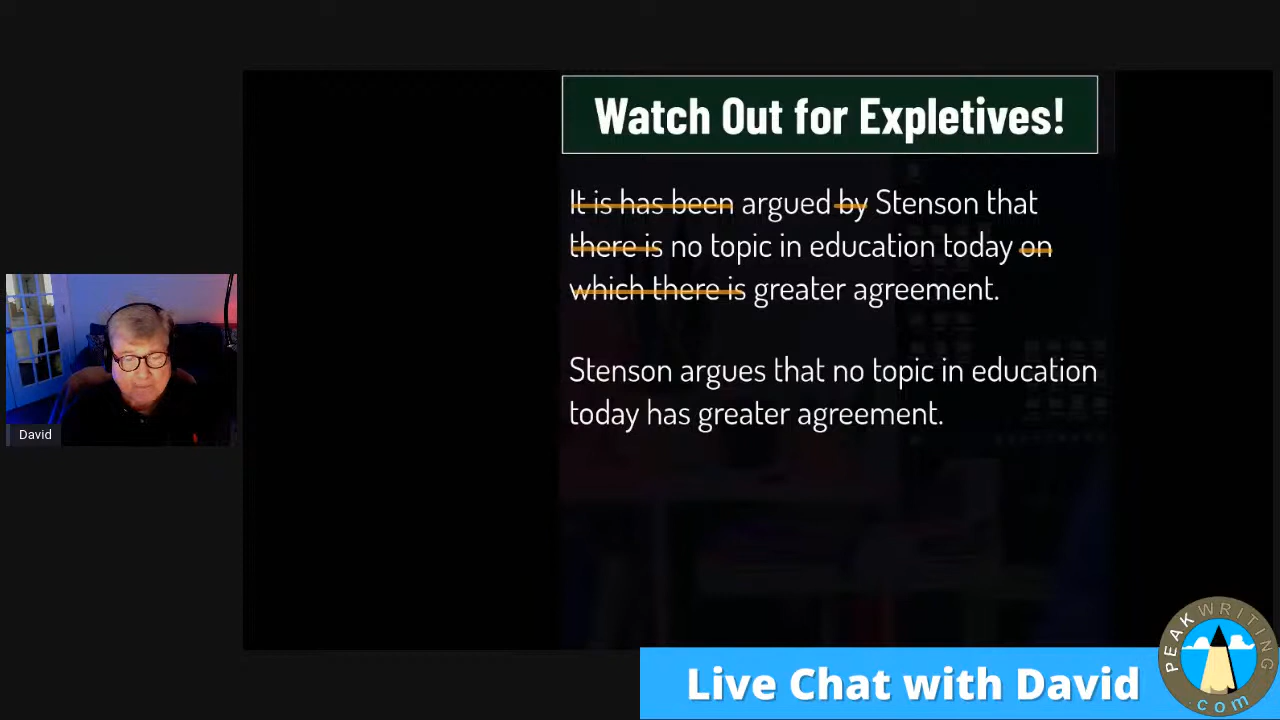 Watch Out for Expletives!
It is has been argued by Stenson that
there is no topic in education today on
which there is greater agreement.
Stenson argues that no topic in education
today has greater agreement.
David
Live Chat with David
PEAKWRITING
.com